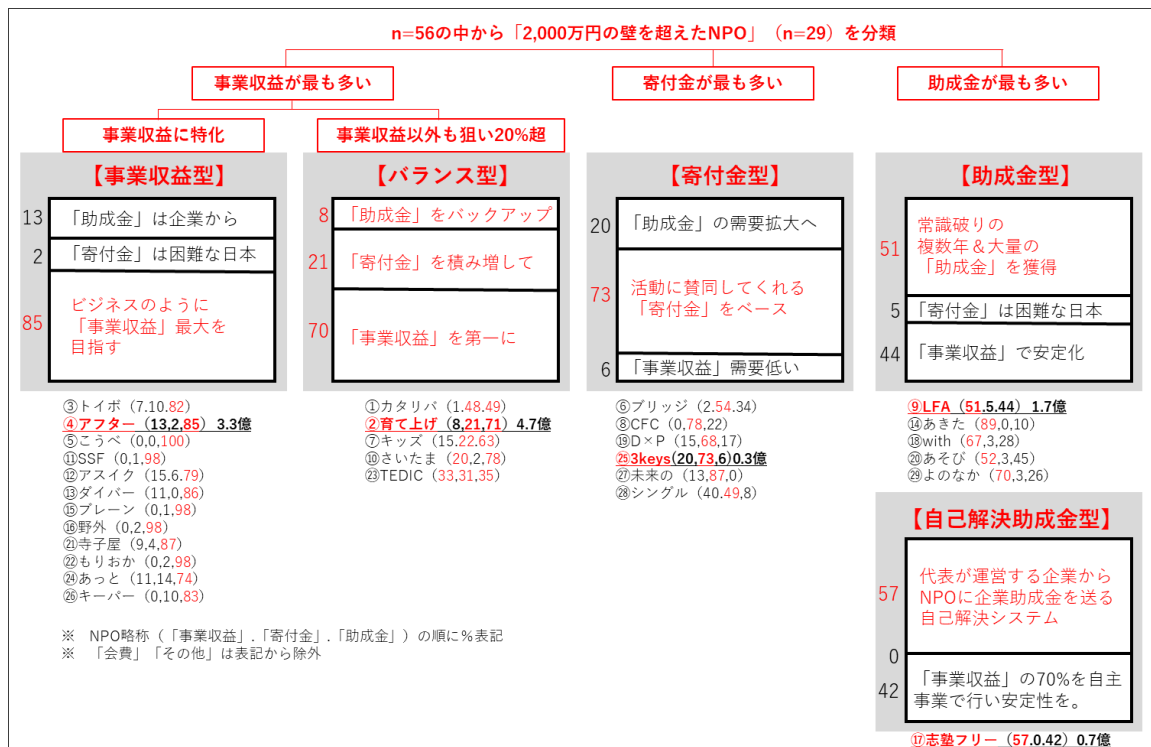 n=56の中から「2,000万円の壁を超えたNPO」（n=29）を分類
事業収益が最も多い
寄付金が最も多い
助成金が最も多い
事業収益に特化
事業収益以外も狙い20%超
【事業収益型】
13
「助成金」は企業から
2
「寄付金」は困難な日本
85
ビジネスのように
「事業収益」最大を
目指す
③トイボ（7.10.82）
④アフター（13,2,85） 3.3億
⑤こうべ（0,0,100）
⑪SSF（0,1,98）
⑫アスイク（15.6.79）
⑬ダイバー（11,0,86）
⑮ブレーン（0,1,98）
⑯野外（0,2,98）
㉑寺子屋（9,4,87）
㉒もりおか（0,2,98）
㉔あっと（11,14,74）
㉖キーパー（0,10,83）
【バランス型】
8
「助成金」をバックアップ
21
「寄付金」を積み増して
70
「事業収益」を第一に
①カタリバ（1.48.49）
②育て上げ（8,21,71） 4.7億
⑦キッズ（15.22,63）
⑩さいたま（20,2,78）
㉓TEDIC（33,31,35）
【寄付金型】
20
「助成金」の需要拡大へ
73
活動に賛同してくれる
「寄付金」をベース
6
「事業収益」需要低い
⑥ブリッジ（2.54.34）
⑧CFC（0,78,22）
⑲D×P（15,68,17）
㉕3keys(20,73,6)0.3億
㉗未来の（13,87,0）
㉘シングル（40.49,8）
【助成金型】
51
常識破りの
複数年＆大量の
「助成金」を獲得
5
「寄付金」は困難な日本
44
「事業収益」で安定化
⑨LFA（51.5.44） 1.7億
⑭あきた（89,0,10）
⑱with（67,3,28）
⑳あそび（52,3,45）
㉙よのなか（70,3,26）
【自己解決助成金型】
57
代表が運営する企業から
NPOに企業助成金を送る
自己解決システム
0
42
「事業収益」の70%を自主
事業で行い安定性を。
⑰志塾フリー（57.0.42）0.7億
※　NPO略称（「事業収益」.「寄付金」.「助成金」）の順に％表記
※　「会費」「その他」は表記から除外